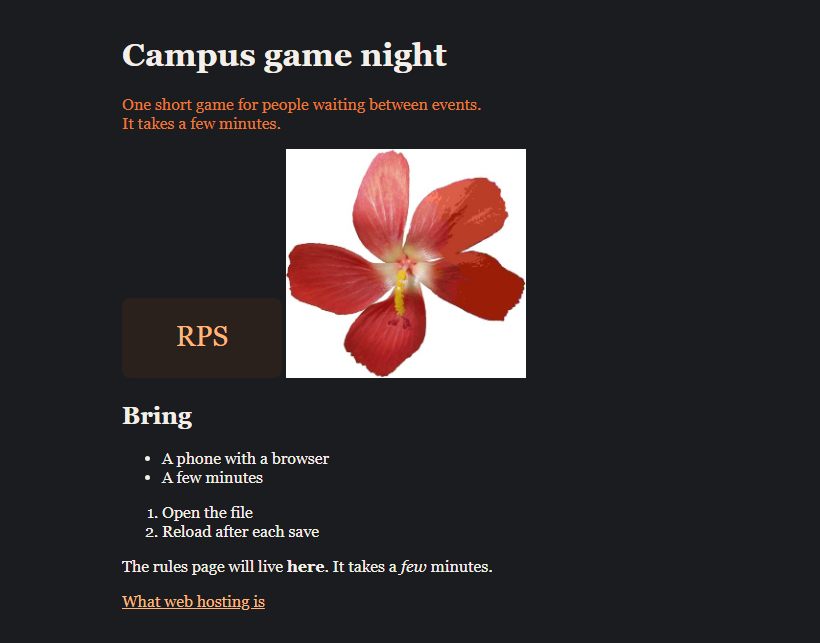 Campus game night
One short game for people waiting between events.
It takes a few minutes.
RPS
Bring
• A phone with a browser
• A few minutes
1. Open the file
2. Reload after each save
The rules page will live here. It takes a few minutes.
What web hosting is